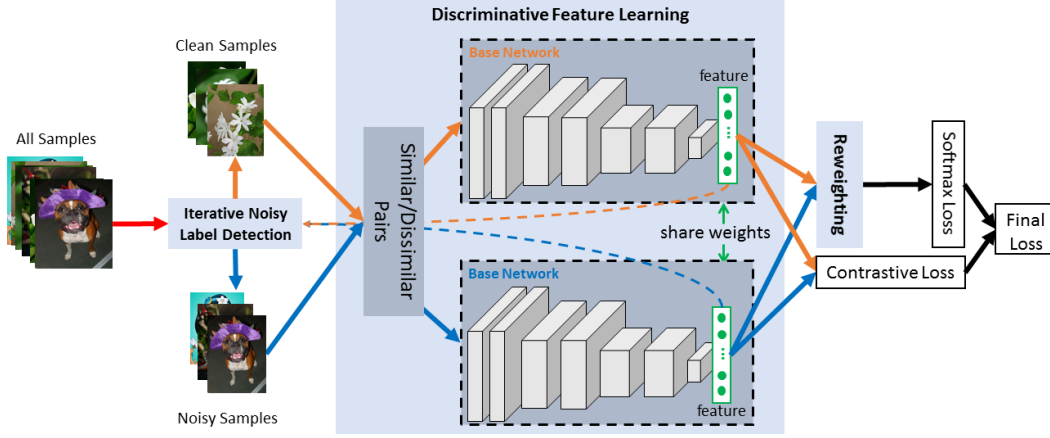 Discriminative Feature Learning
Clean Samples
All Samples
Iterative Noisy
Label Detection
Noisy Samples
Similar/Dissimilar
Pairs
Base Network
feature
share weights
Base Network
feature
Reweighting
Softmax Loss
Contrastive Loss
Final
Loss